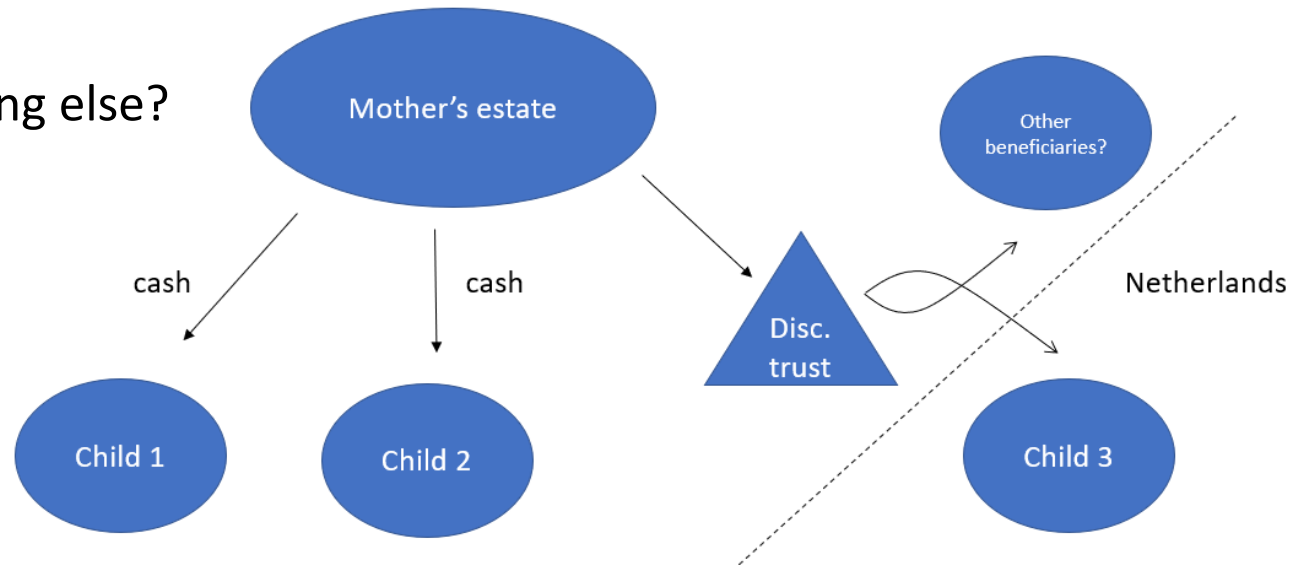 ng else?
Mother's estate
Other
beneficiaries?
cash
cash
Netherlands
Disc.
trust
Child 1
Child 2
Child 3